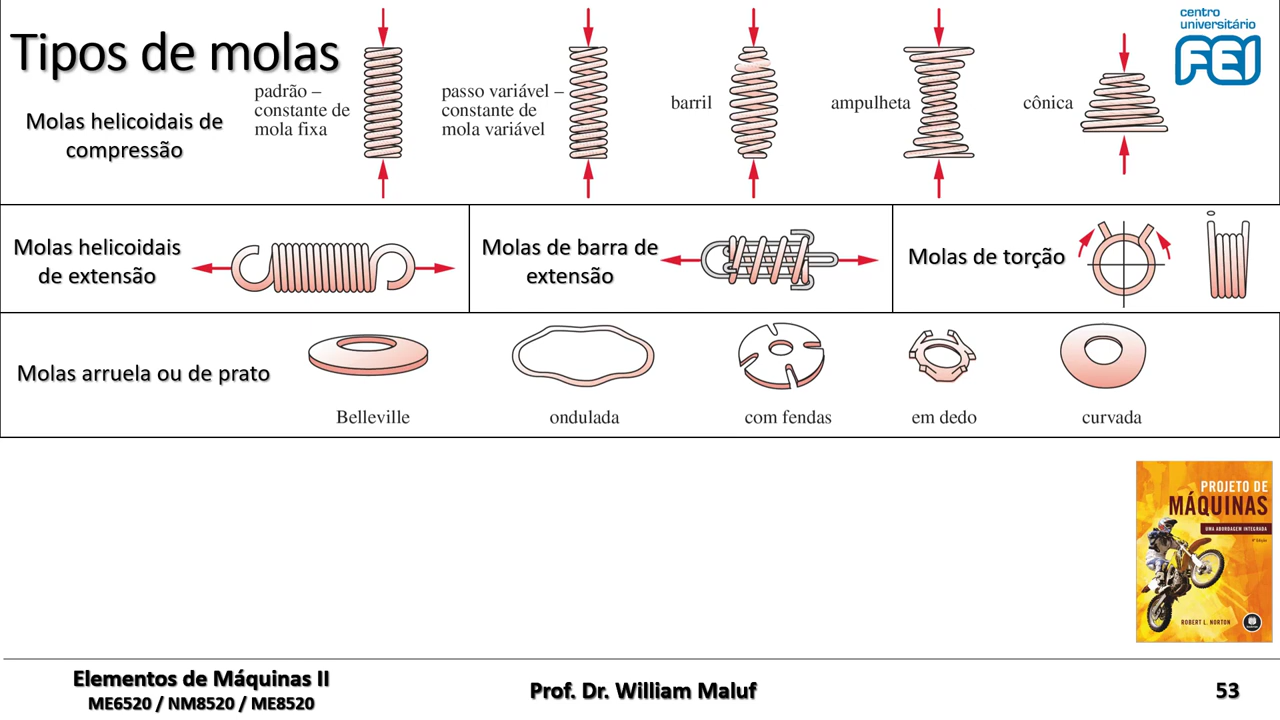 Tipos de molas
Molas helicoidais de
compressão
padrão –
constante de
mola fixa
passo variável –
constante de
mola variável
barril
ampulheta
cônica
centro
universitário
FEI
Molas helicoidais
de extensão
Molas de barra de
extensão
Molas de torção
Molas arruela ou de prato
Belleville
ondulada
com fendas
em dedo
curvada
PROJETO DE
MÁQUINAS
UMA ABORDAGEM INTEGRADA
4ª Edição
ROBERT L. NORTON
Elementos de Máquinas II
ME6520 / NM8520 / ME8520
Prof. Dr. William Maluf
53